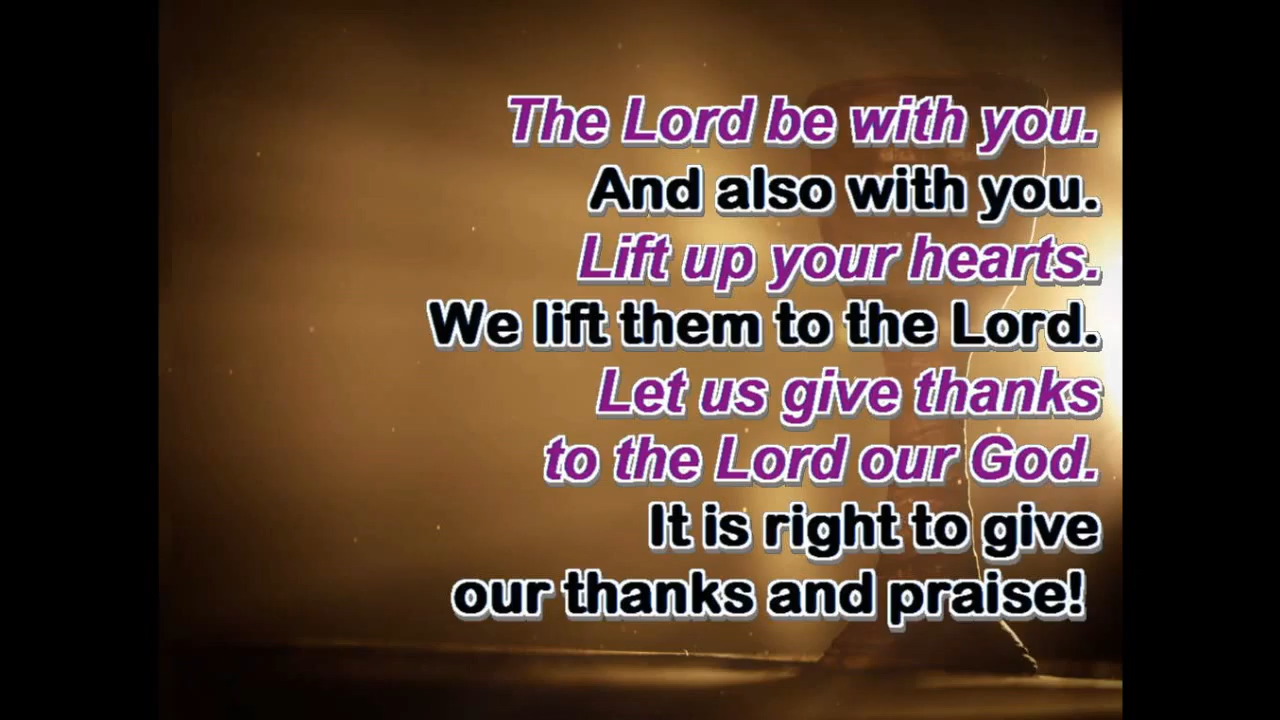 The Lord be with you.
And also with you.
Lift up your hearts.
We lift them to the Lord.
Let us give thanks
to the Lord our God.
It is right to give
our thanks and praise!